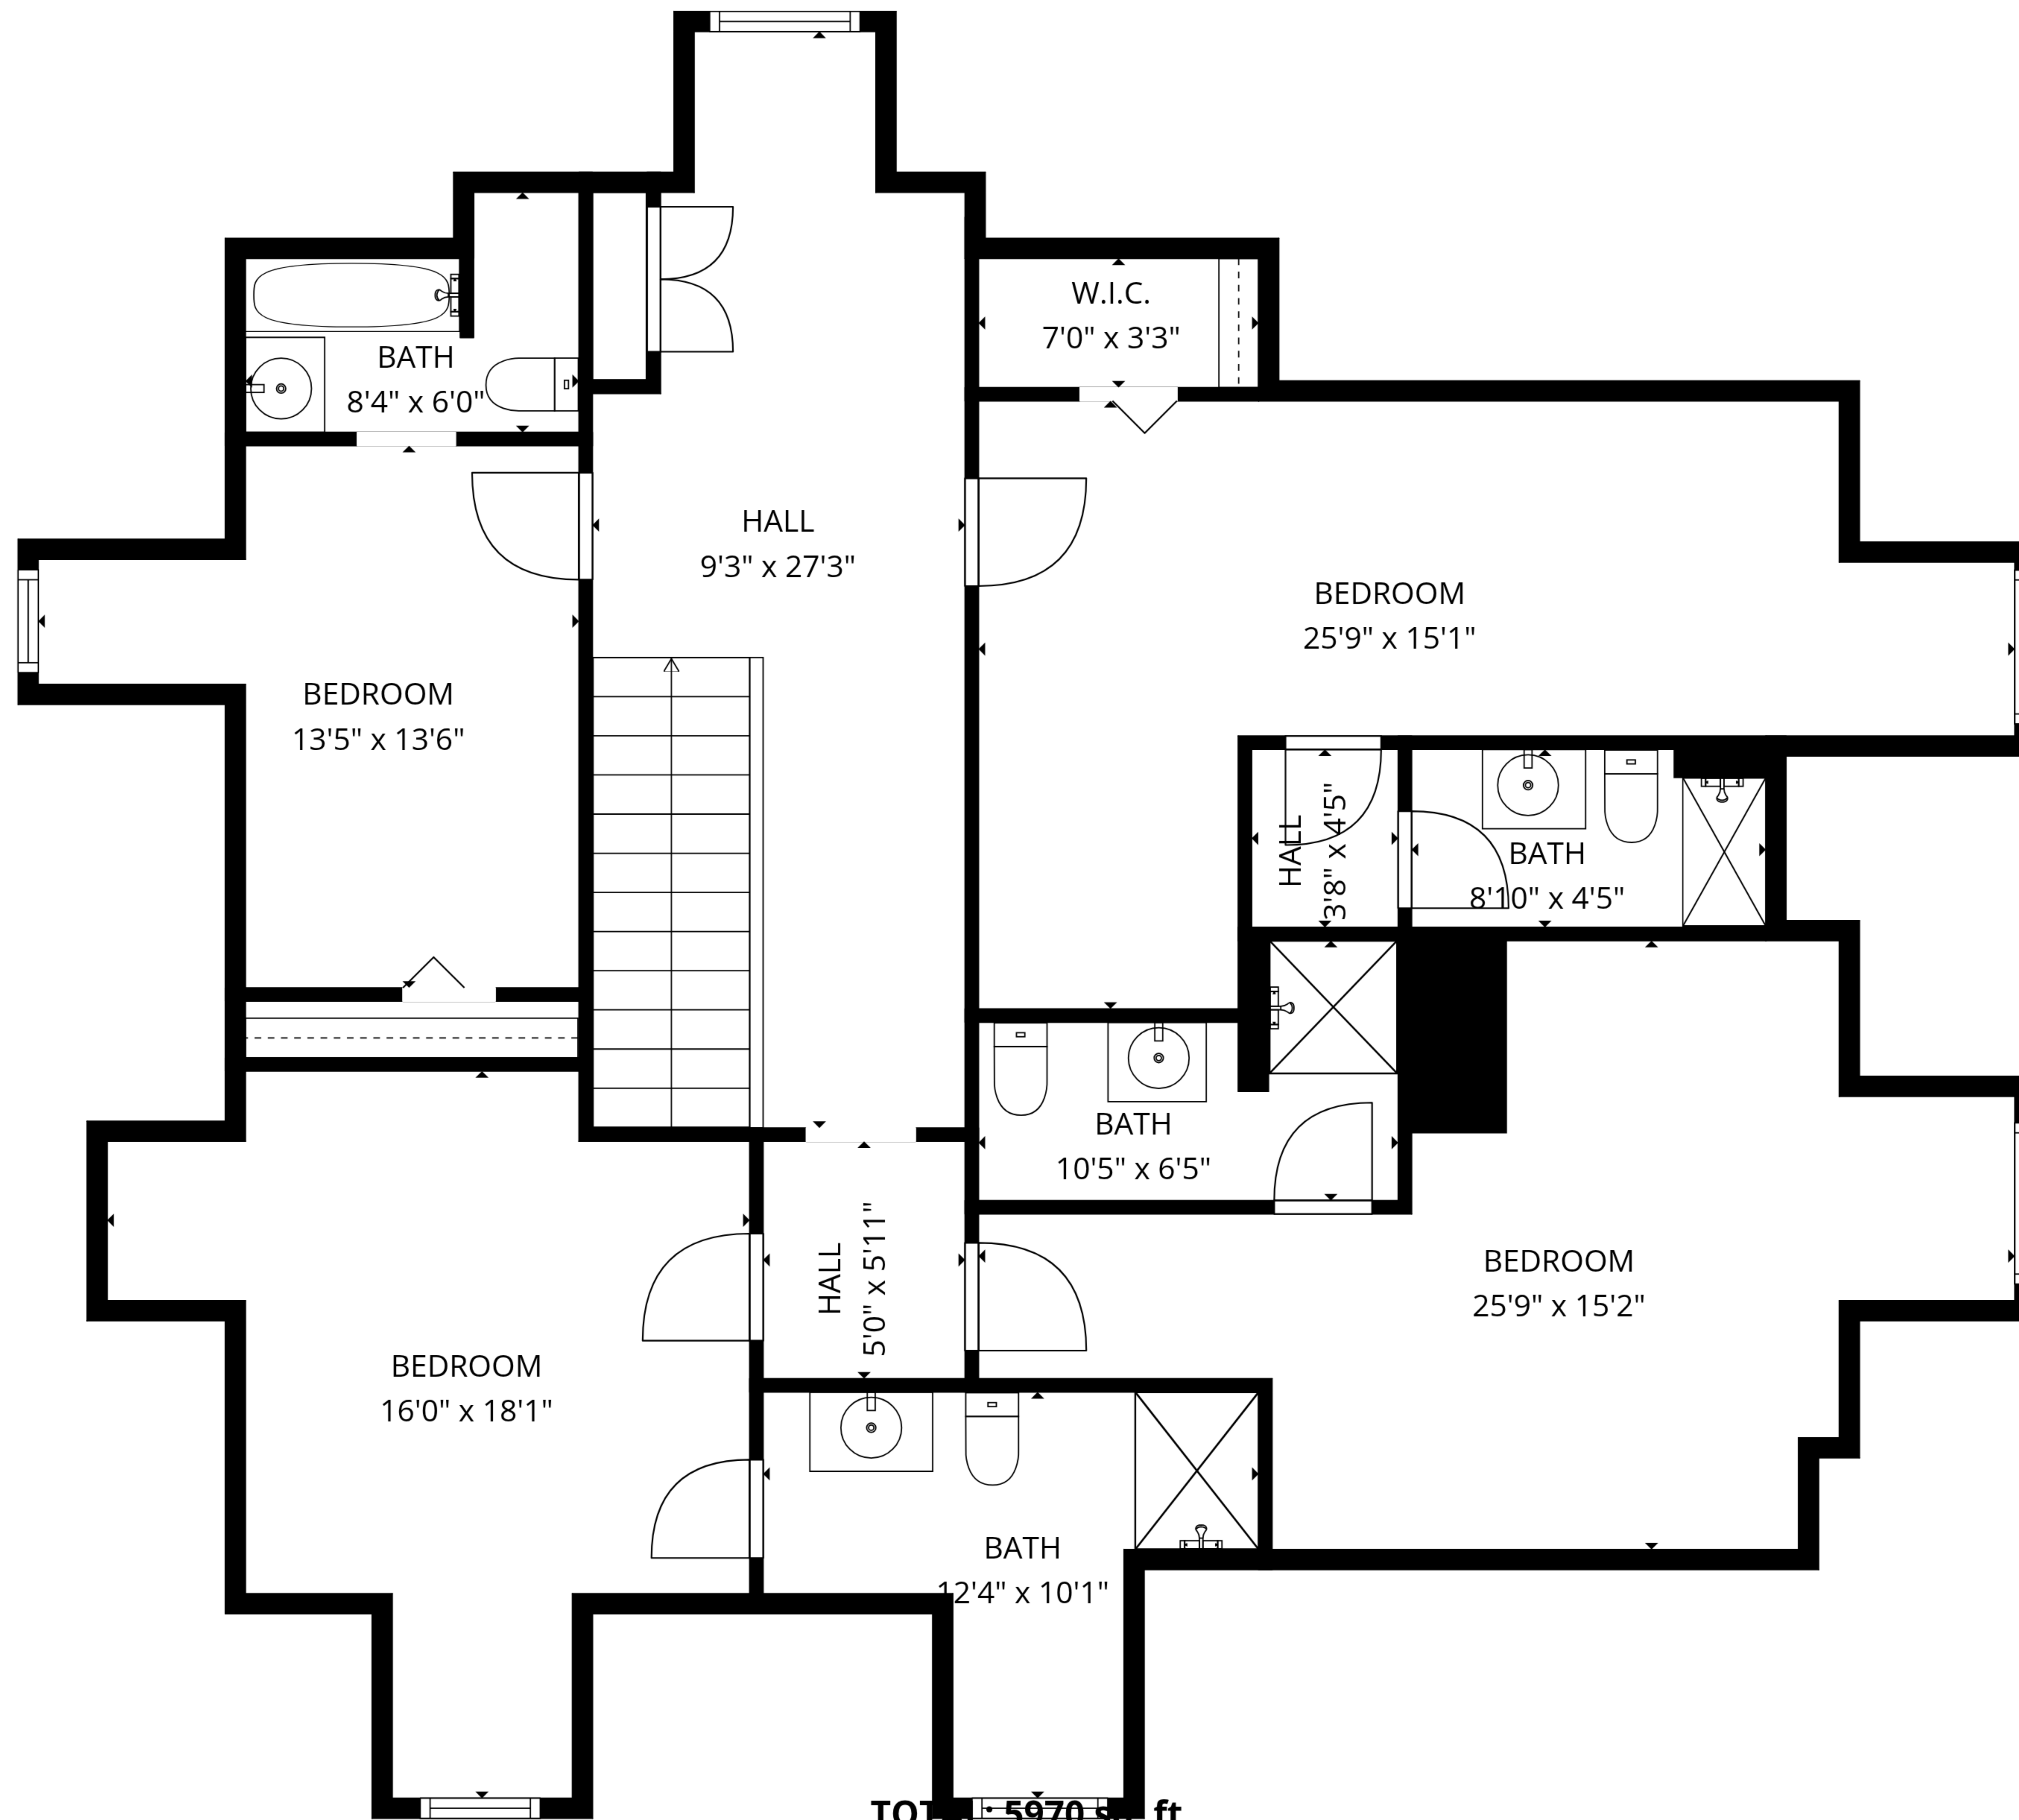 W.I.C.
7'0" x 3'3"
BATH
8'4" x 6'0"
HALL
9'3" x 27'3"
BEDROOM
25'9" x 15'1"
BEDROOM
13'5" x 13'6"
HALL
3'8" x 4'5"
BATH
8'10" x 4'5"
BATH
10'5" x 6'5"
HALL
5'0" x 5'11"
BEDROOM
25'9" x 15'2"
BEDROOM
16'0" x 18'1"
BATH
12'4" x 10'1"
5970 ft